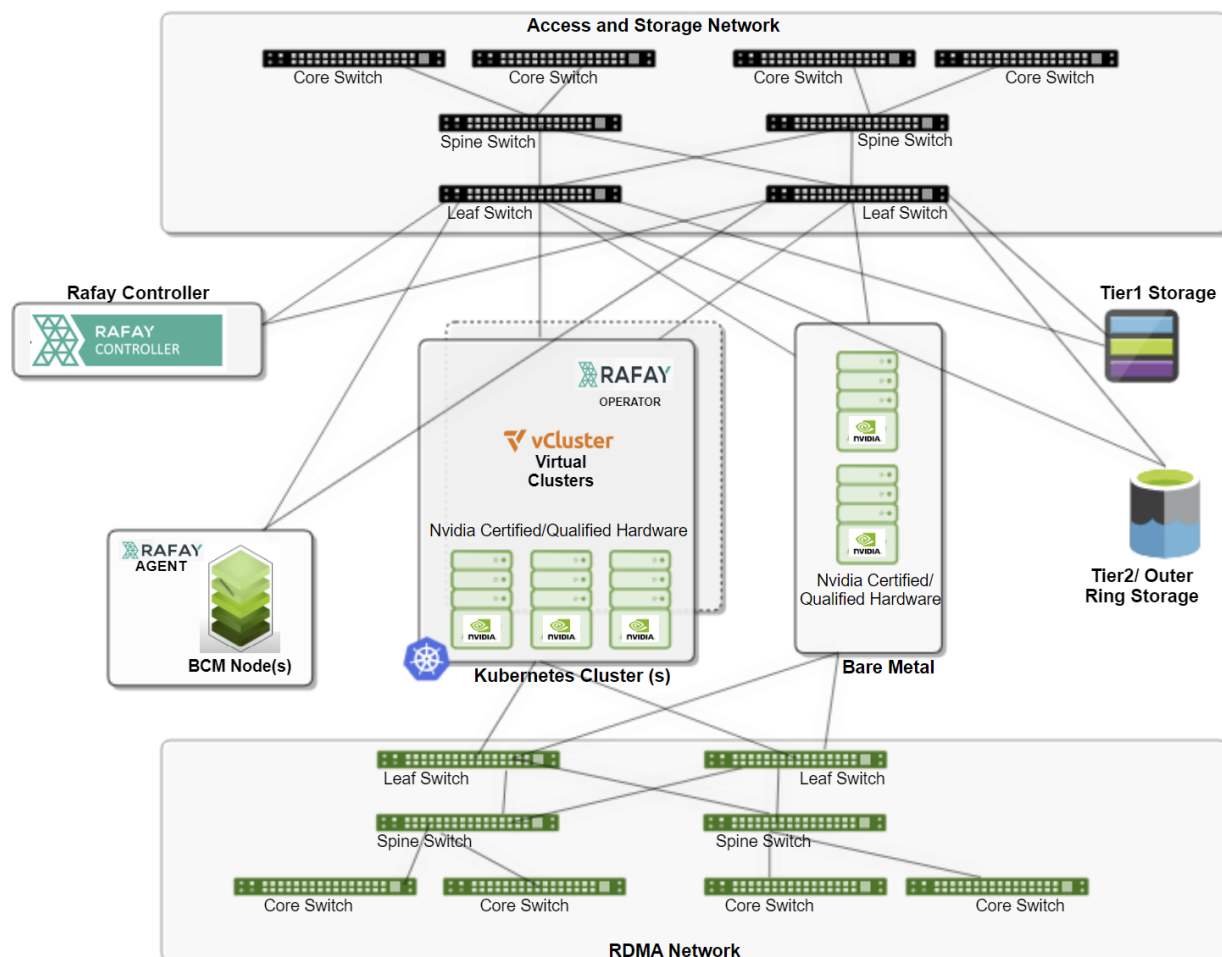 Access and Storage Network
Core Switch
Core Switch
Core Switch
Core Switch
Spine Switch
Spine Switch
Leaf Switch
Leaf Switch
Rafay Controller
RAFAY
CONTROLLER
Tier1 Storage
RAFAY
OPERATOR
vCluster
Virtual
Clusters
Nvidia Certified/Qualified Hardware
NVIDIA
NVIDIA
NVIDIA
Kubernetes Cluster (s)
NVIDIA
NVIDIA
Nvidia Certified/
Qualified Hardware
Bare Metal
Tier2/ Outer
Ring Storage
RAFAY
AGENT
BCM Node(s)
Leaf Switch
Leaf Switch
Spine Switch
Spine Switch
Core Switch
Core Switch
Core Switch
Core Switch
RDMA Network